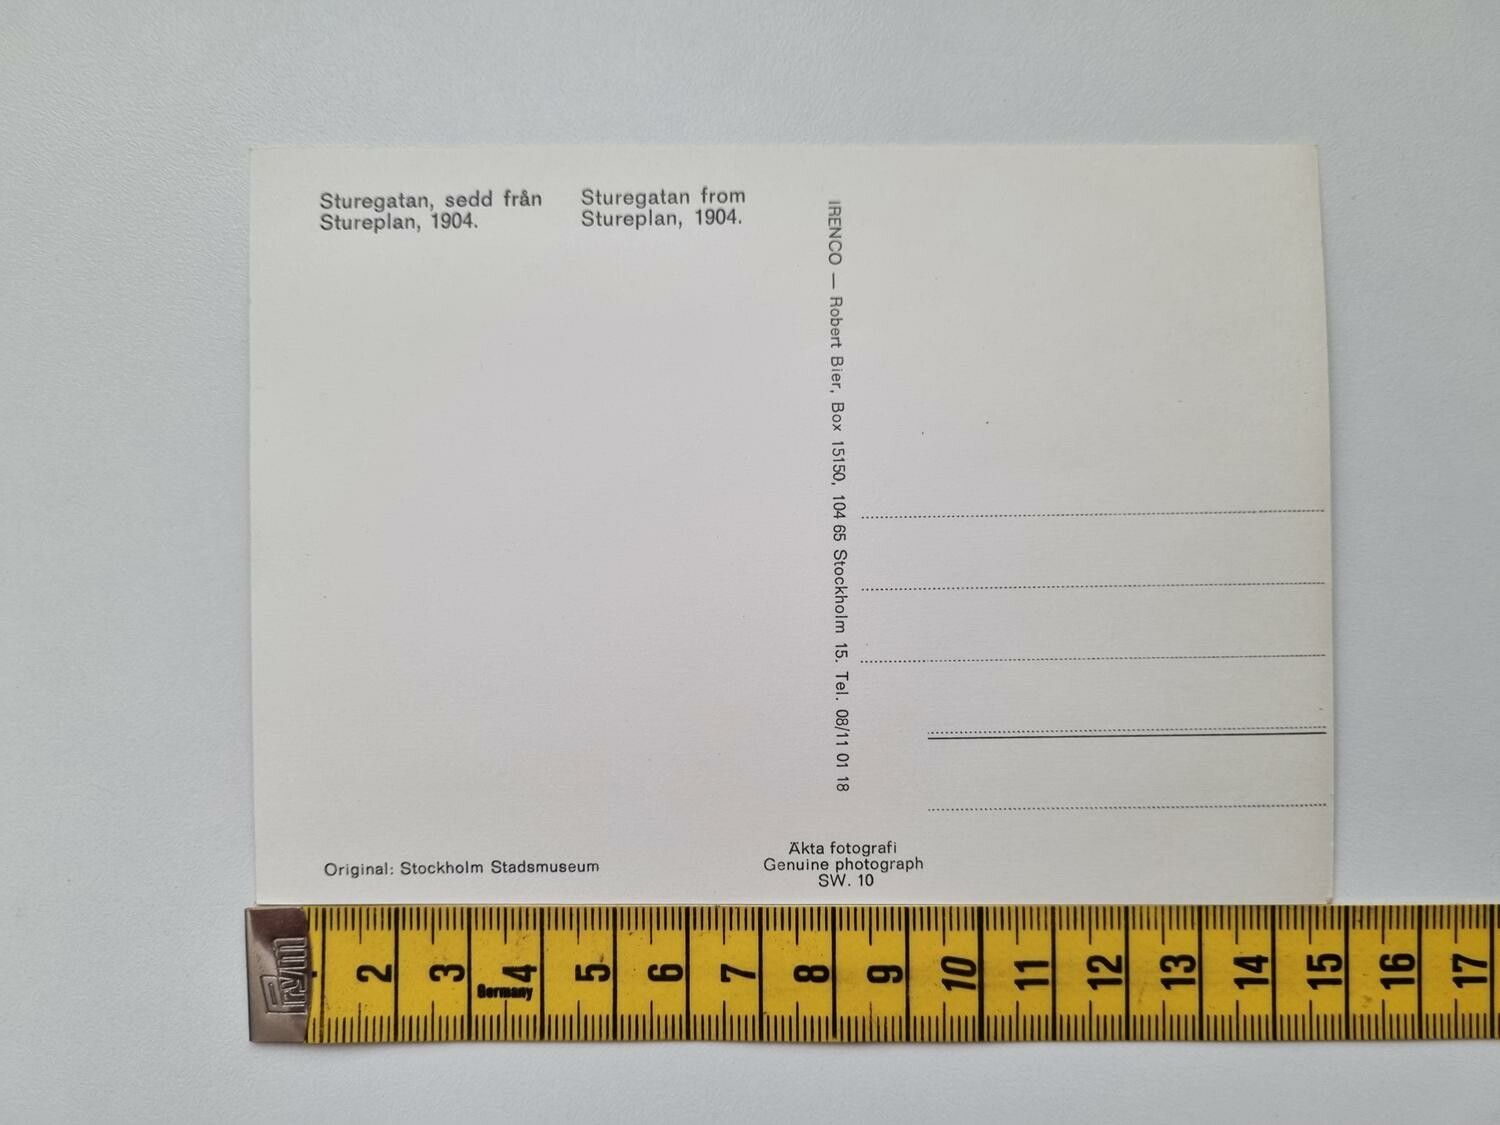 Sturegatan, sedd från
Stureplan, 1904.
Sturegatan from
Stureplan, 1904.
IRENCO — Robert Bier, Box 15150, 104 65 Stockholm 15. Tel. 08/11 01 18
Original: Stockholm Stadsmuseum
Äkta fotografi
Genuine photograph
SW. 10
Prym
2 3 4 5 6 7 8 9 10 11 12 13 14 15 16 17
Germany